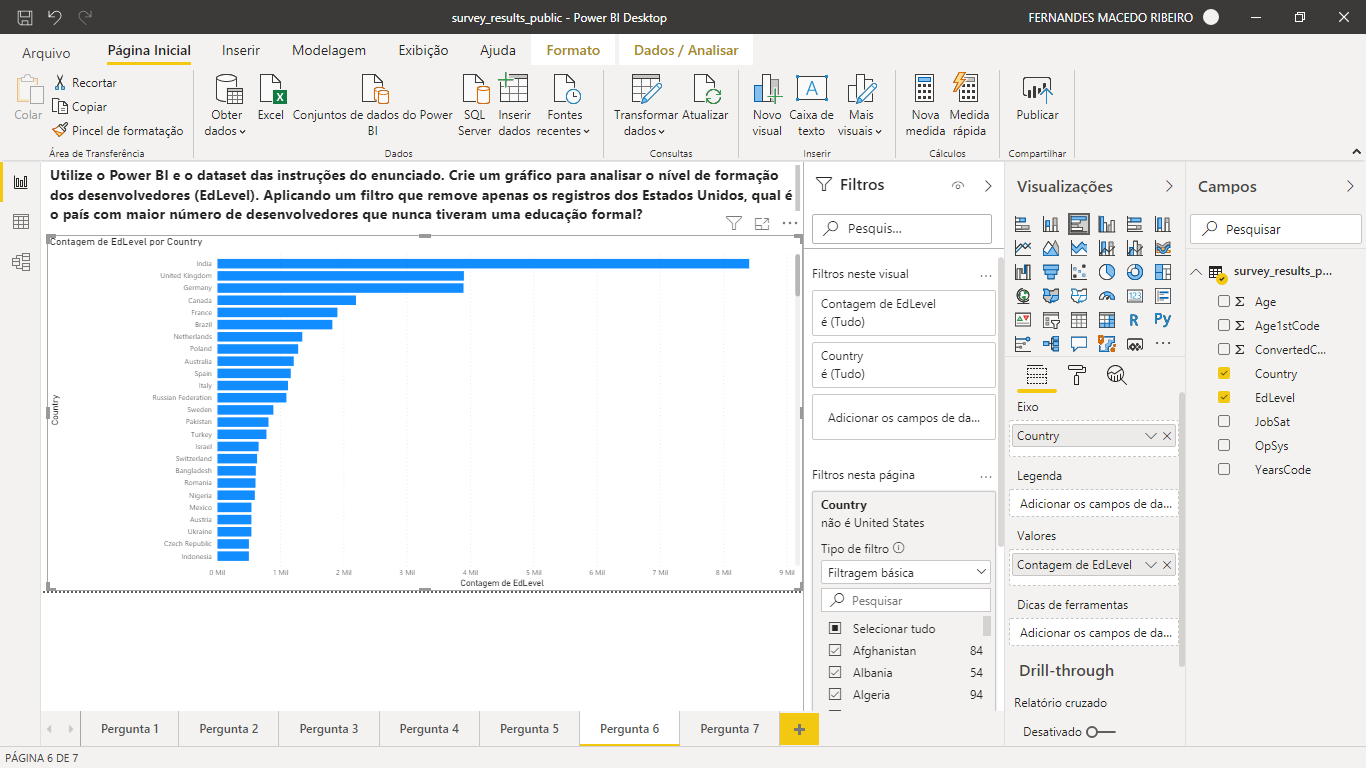 survey_results_public - Power BI Desktop
FERNANDES MACEDO RIBEIRO
Arquivo
Página Inicial
Inserir
Modelagem
Exibição
Ajuda
Formato
Dados / Analisar
Colar
Recortar
Copiar
Pincel de formatação
Área de Transferência
Obter
dados
Excel
Conjuntos de dados do Power
BI
SQL
Server
Inserir
dados
Fontes
recentes
Dados
Transformar
dados
Atualizar
Consultas
Novo
visual
Caixa de
texto
Mais
visuais
Inserir
Nova
medida
Medida
rápida
Cálculos
Publicar
Compartilhar
Utilize o Power BI e o dataset das instruções do enunciado. Crie um gráfico para analisar o nível de formação
dos desenvolvedores (EdLevel). Aplicando um filtro que remove apenas os registros dos Estados Unidos, qual é
o país com maior número de desenvolvedores que nunca tiveram uma educação formal?
Contagem de EdLevel por Country
Country
India
United Kingdom
Germany
Canada
France
Brazil
Netherlands
Poland
Australia
Spain
Italy
Russian Federation
Sweden
Pakistan
Turkey
Israel
Switzerland
Bangladesh
Romania
Nigeria
Mexico
Austria
Ukraine
Czech Republic
Indonesia
0 Mil
1 Mil
2 Mil
3 Mil
4 Mil
5 Mil
6 Mil
7 Mil
8 Mil
9 Mil
Contagem de EdLevel
Filtros
Pesquis...
Filtros neste visual
Contagem de EdLevel
é (Tudo)
Country
é (Tudo)
Adicionar os campos de da...
Filtros nesta página
Country
não é United States
Tipo de filtro
Filtragem básica
Pesquisar
Selecionar tudo
Afghanistan 84
Albania 54
Algeria 94
Visualizações
R
Py
123
Eixo
Country
Legenda
Adicionar os campos de da...
Valores
Contagem de EdLevel
Dicas de ferramentas
Adicionar os campos de da...
Drill-through
Relatório cruzado
Desativado
Campos
Pesquisar
survey_results_p...
Σ Age
Σ Age1stCode
Σ ConvertedC...
Country
EdLevel
JobSat
OpSys
YearsCode
Pergunta 1
Pergunta 2
Pergunta 3
Pergunta 4
Pergunta 5
Pergunta 6
Pergunta 7
PÁGINA 6 DE 7